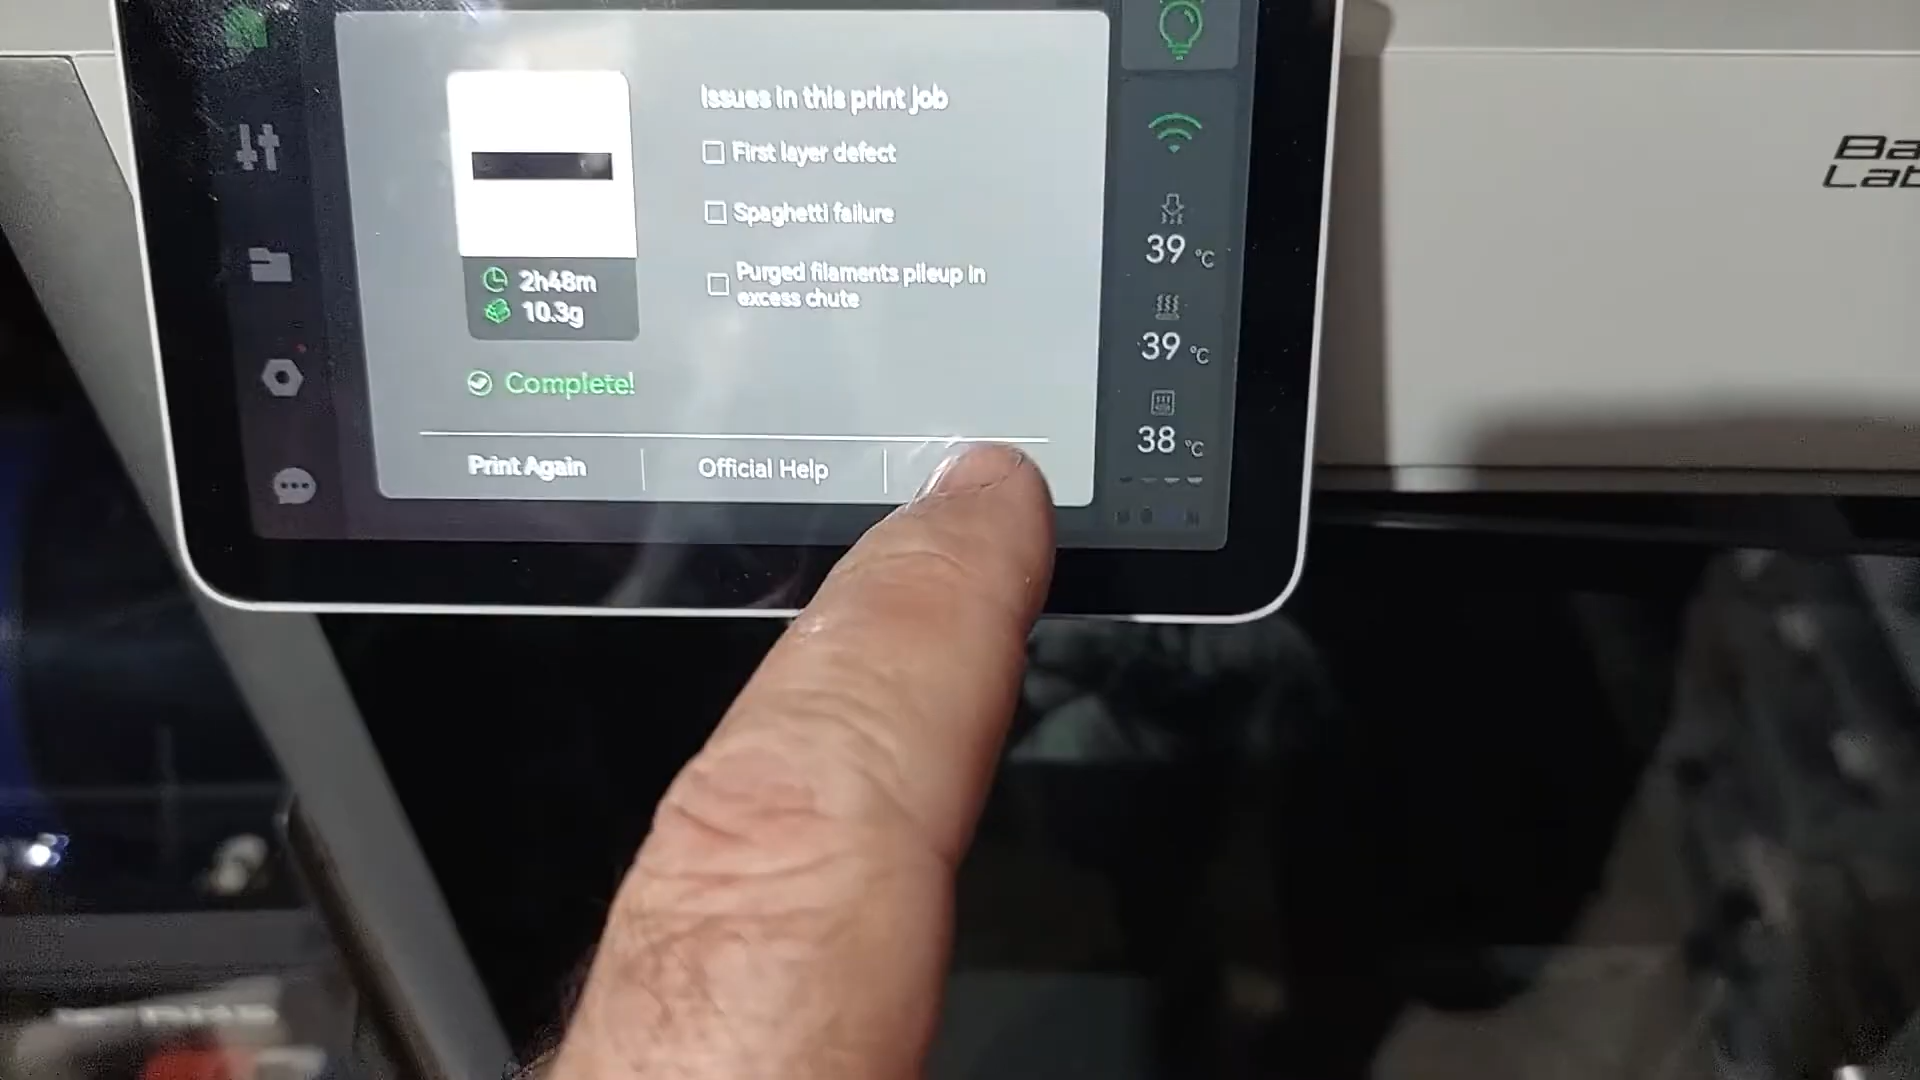 Issues in this print job
First layer defect
Spaghetti failure
Purged filaments pileup in
excess chute
2h48m
10.3g
Complete!
Print Again
Official Help
39 °C
39 °C
38 °C
Ba
Lab